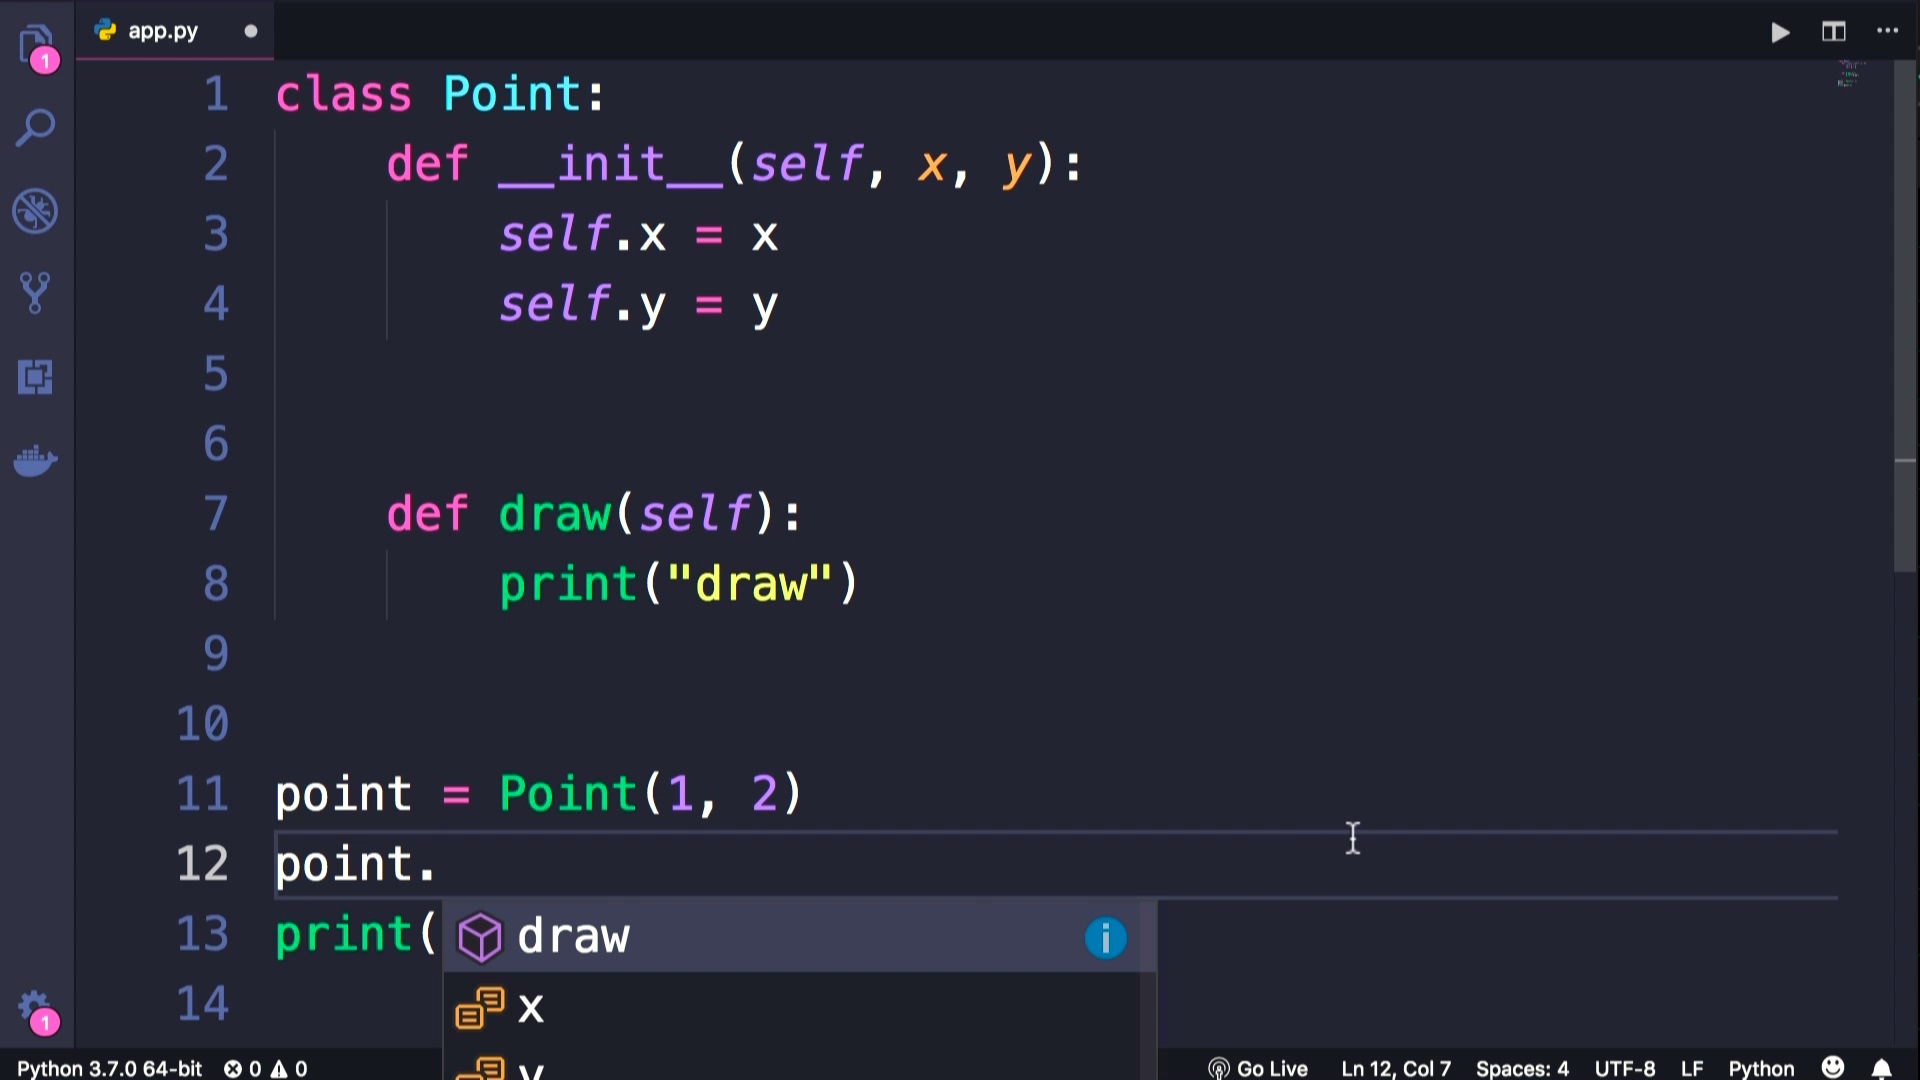 app.py
1
1 class Point:
2 def __init__(self, x, y):
3 self.x = x
4 self.y = y
5
6
7 def draw(self):
8 print("draw")
9
10
11 point = Point(1, 2)
12 point.
13 print( draw
14 x
y
1
Python 3.7.0 64-bit 0 0 Go Live Ln 12, Col 7 Spaces: 4 UTF-8 LF Python